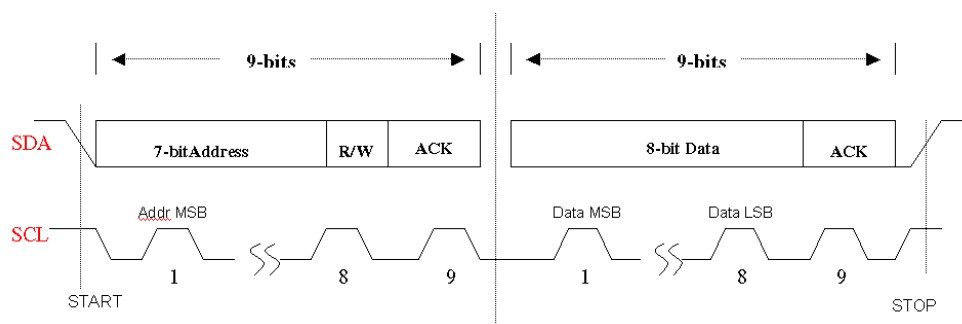 9-bits 9-bits
SDA 7-bitAddress R/W ACK 8-bit Data ACK
Addr MSB Data MSB Data LSB
SCL
1 8 9 1 8 9
START STOP